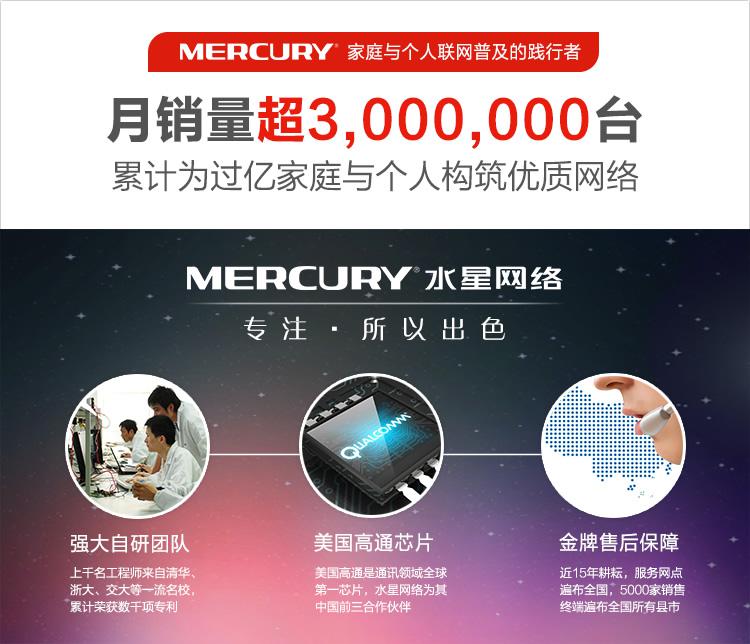 MERCURY® 家庭与个人联网普及的践行者
月销量超3,000,000台
累计为过亿家庭与个人构筑优质网络
MERCURY® 水星网络
专注·所以出色
QUALCOMM
强大自研团队
上千名工程师来自清华、
浙大、交大等一流名校，
累计荣获数千项专利
美国高通芯片
美国高通是通讯领域全球
第一芯片，水星网络为其
中国前三合作伙伴
金牌售后保障
近15年耕耘，服务网点
遍布全国，5000家销售
终端遍布全国所有县市